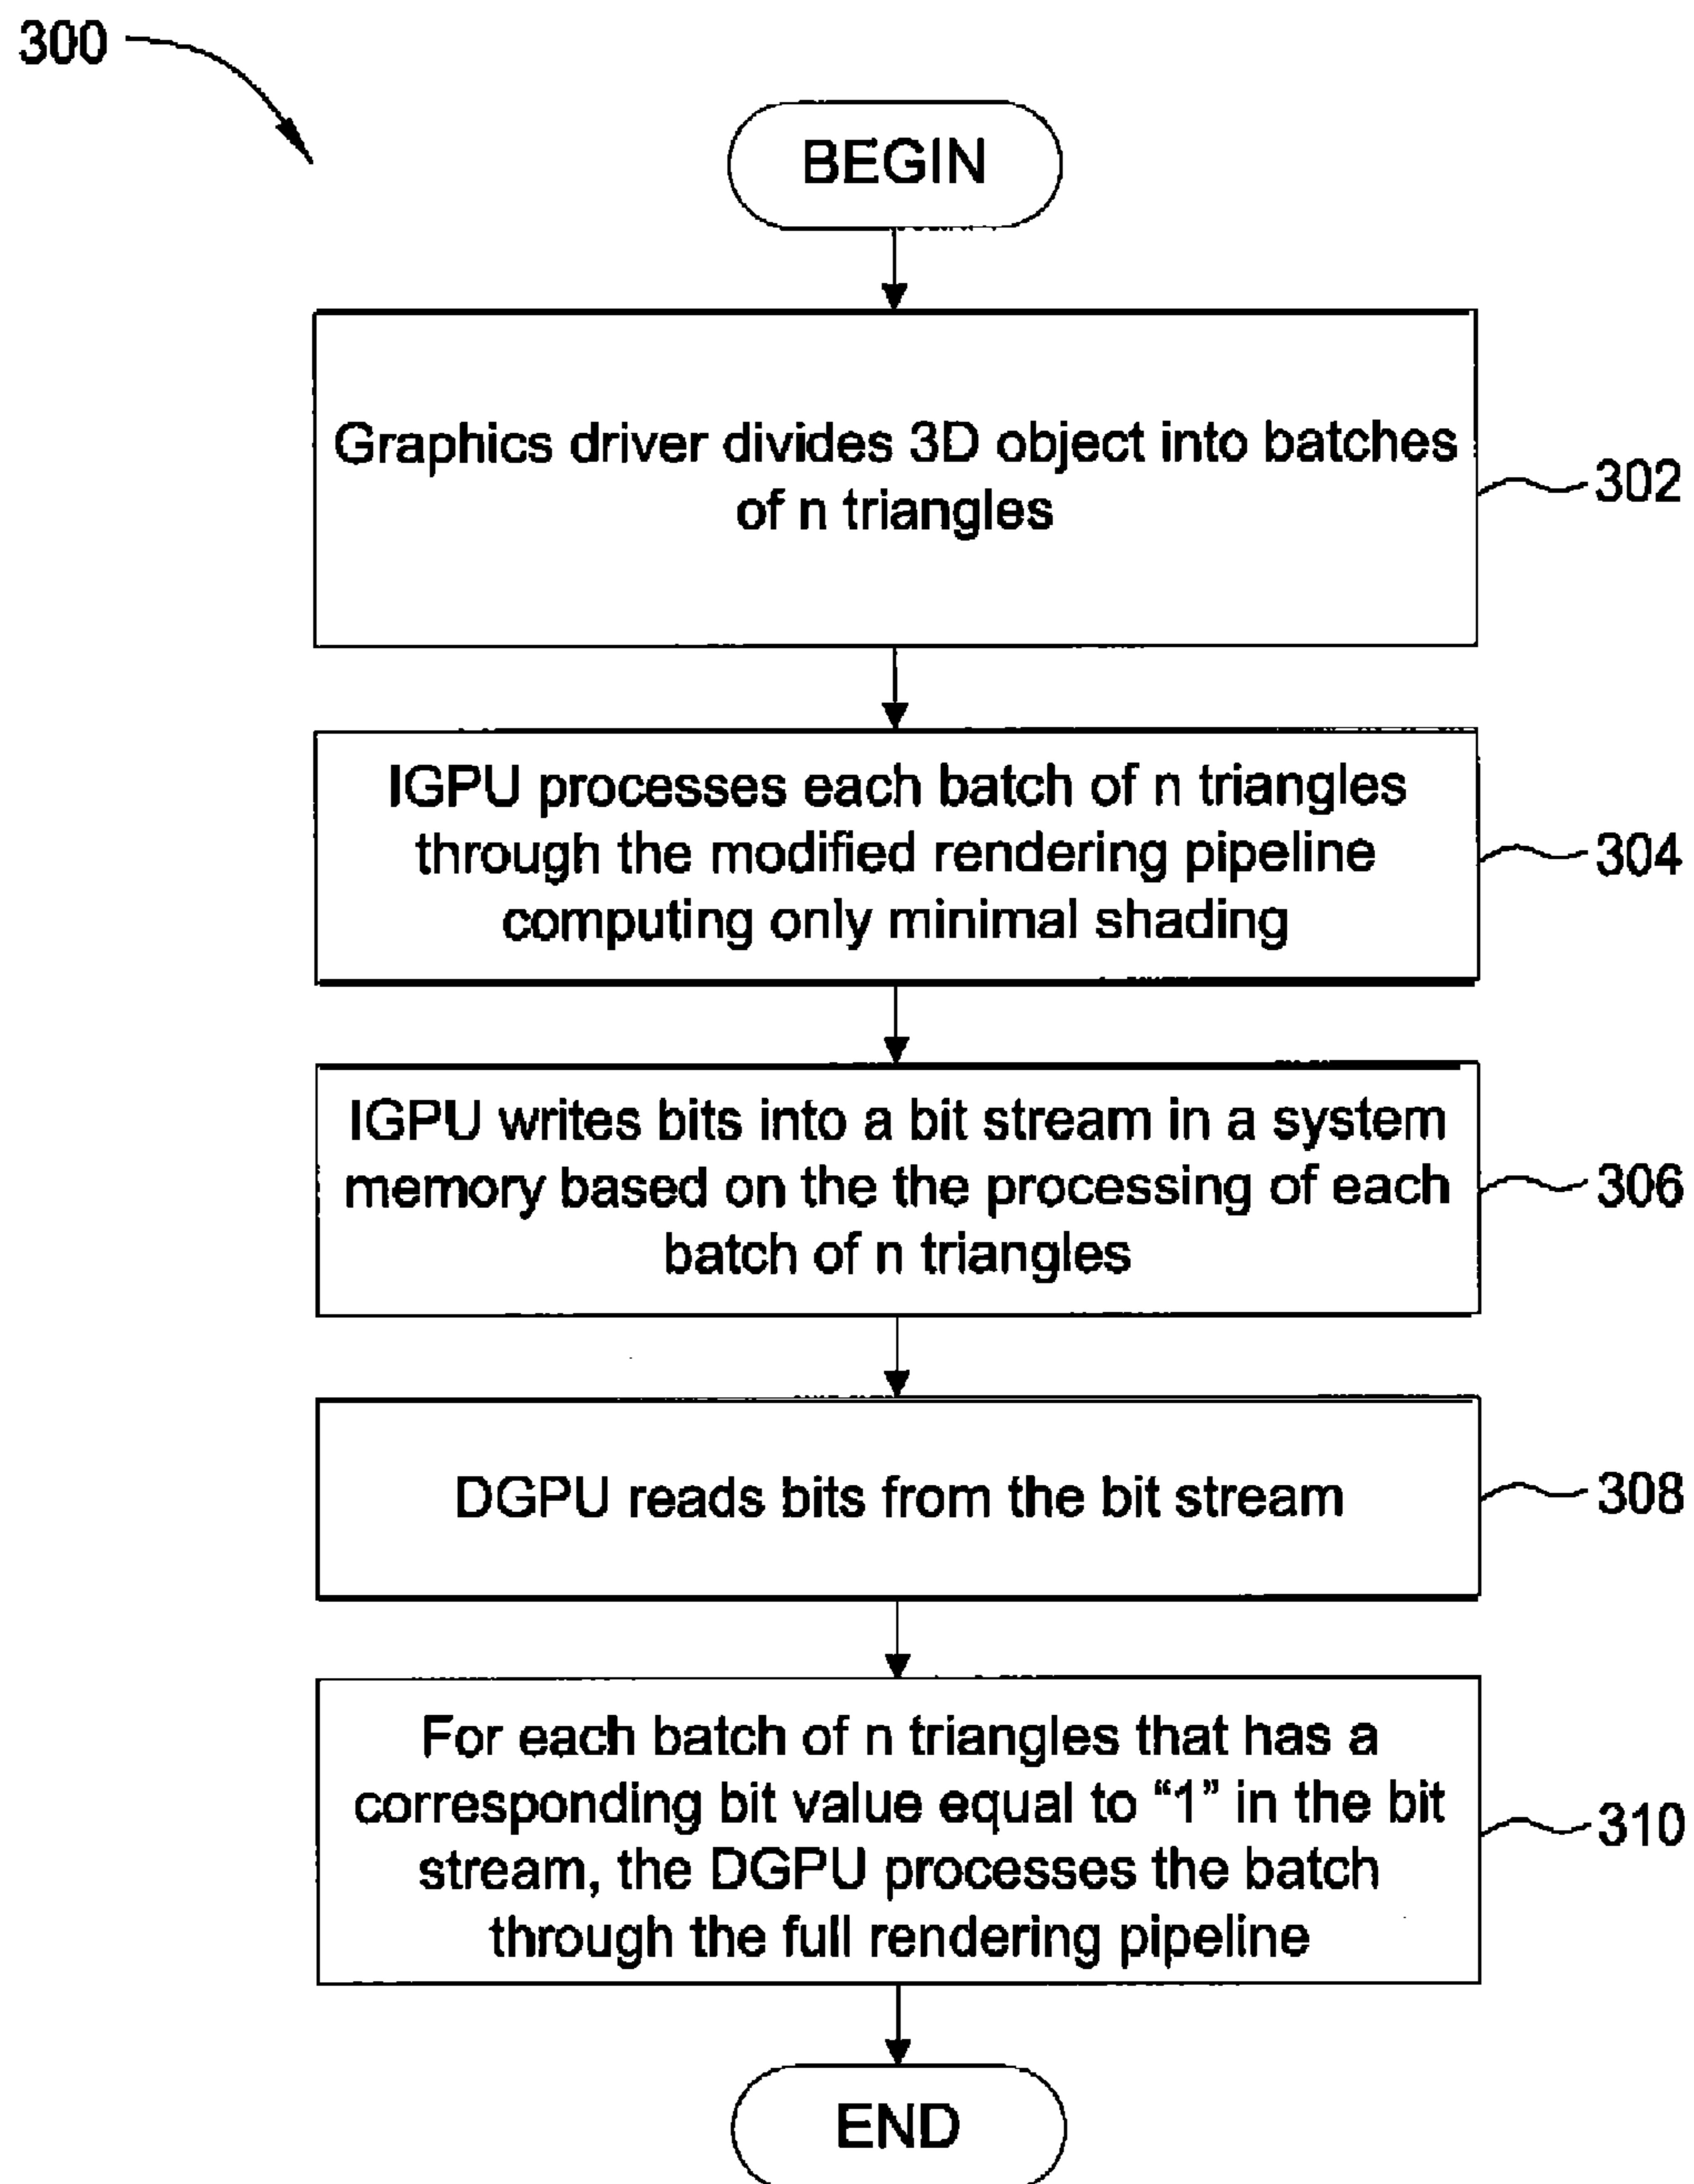 300
BEGIN
Graphics driver divides 3D object into batches
of n triangles
302
IGPU processes each batch of n triangles
through the modified rendering pipeline
computing only minimal shading
304
IGPU writes bits into a bit stream in a system
memory based on the the processing of each
batch of n triangles
306
DGPU reads bits from the bit stream
308
For each batch of n triangles that has a
corresponding bit value equal to “1” in the bit
stream, the DGPU processes the batch
through the full rendering pipeline
310
END